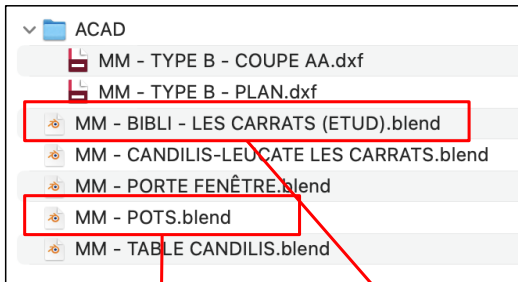 ACAD
MM - TYPE B - COUPE AA.dxf
MM - TYPE B - PLAN.dxf
MM - BIBLI - LES CARRATS (ETUD).blend
MM - CANDILIS-LEUCATE LES CARRATS.blend
MM - PORTE FENÊTRE.blend
MM - POTS.blend
MM - TABLE CANDILIS.blend